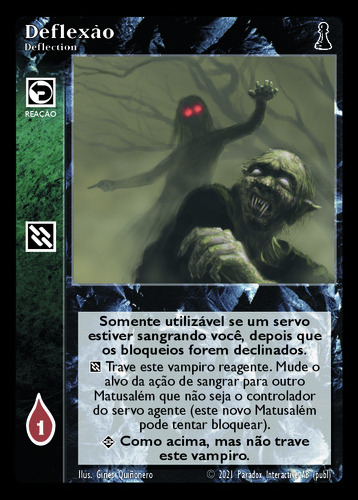 Deflexão
Deflection
REAÇÃO
Somente utilizável se um servo
estiver sangrando você, depois que
os bloqueios forem declinados.
Trave este vampiro reagente. Mude o
alvo da ação de sangrar para outro
Matusalém que não seja o controlador
do servo agente (este novo Matusalém
pode tentar bloquear).
Como acima, mas não trave
este vampiro.
1
Ilus. Ginés Quiñonero © 2021 Paradox Interactive AB (publ)